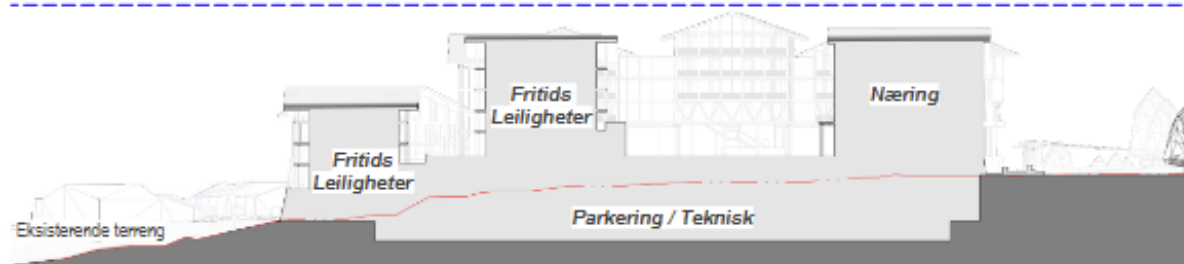 Fritids
Leiligheter
Næring
Fritids
Leiligheter
Parkering / Teknisk
Eksisterende terreng